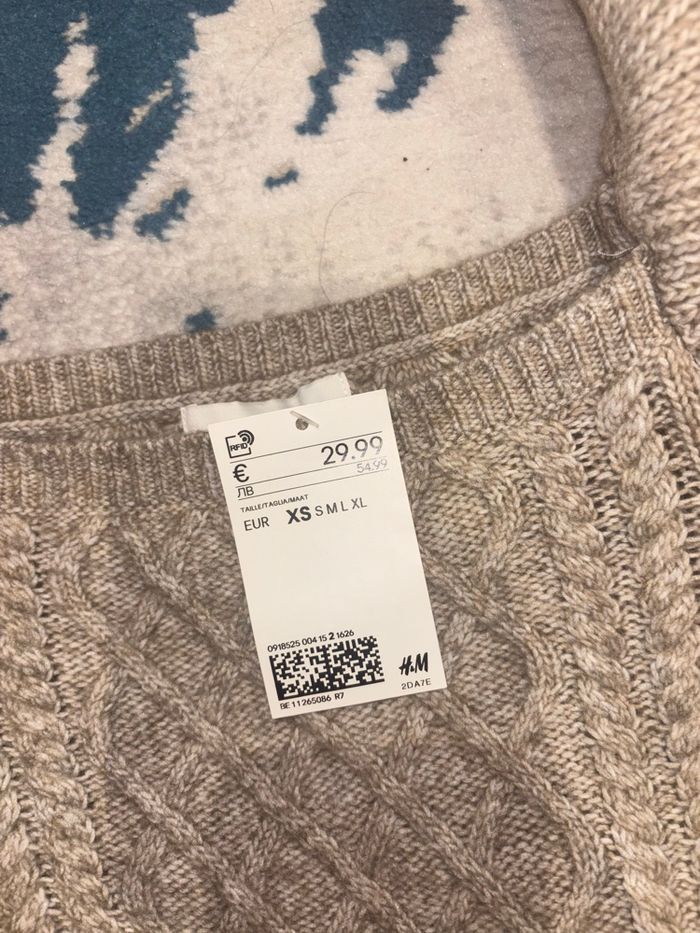 RFID
€ 29.99
ЛВ 54.99
TAILLE/TAGLIA/MAAT
EUR XS S M L XL
0918525 004 15 2 1626
BE 11265086 R7
H&M
2DA7E